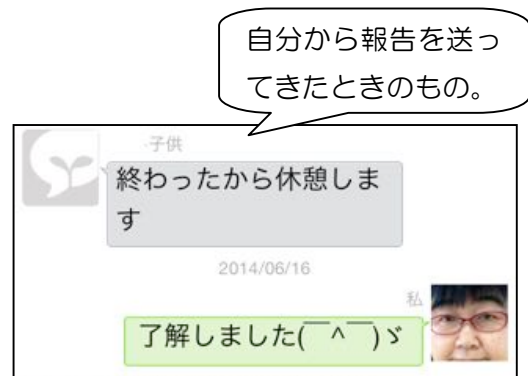 自分から報告を送っ
てきたときのもの。
子供
終わったから休憩しま
す
2014/06/16
私
了解しました(￣^￣)ゞ